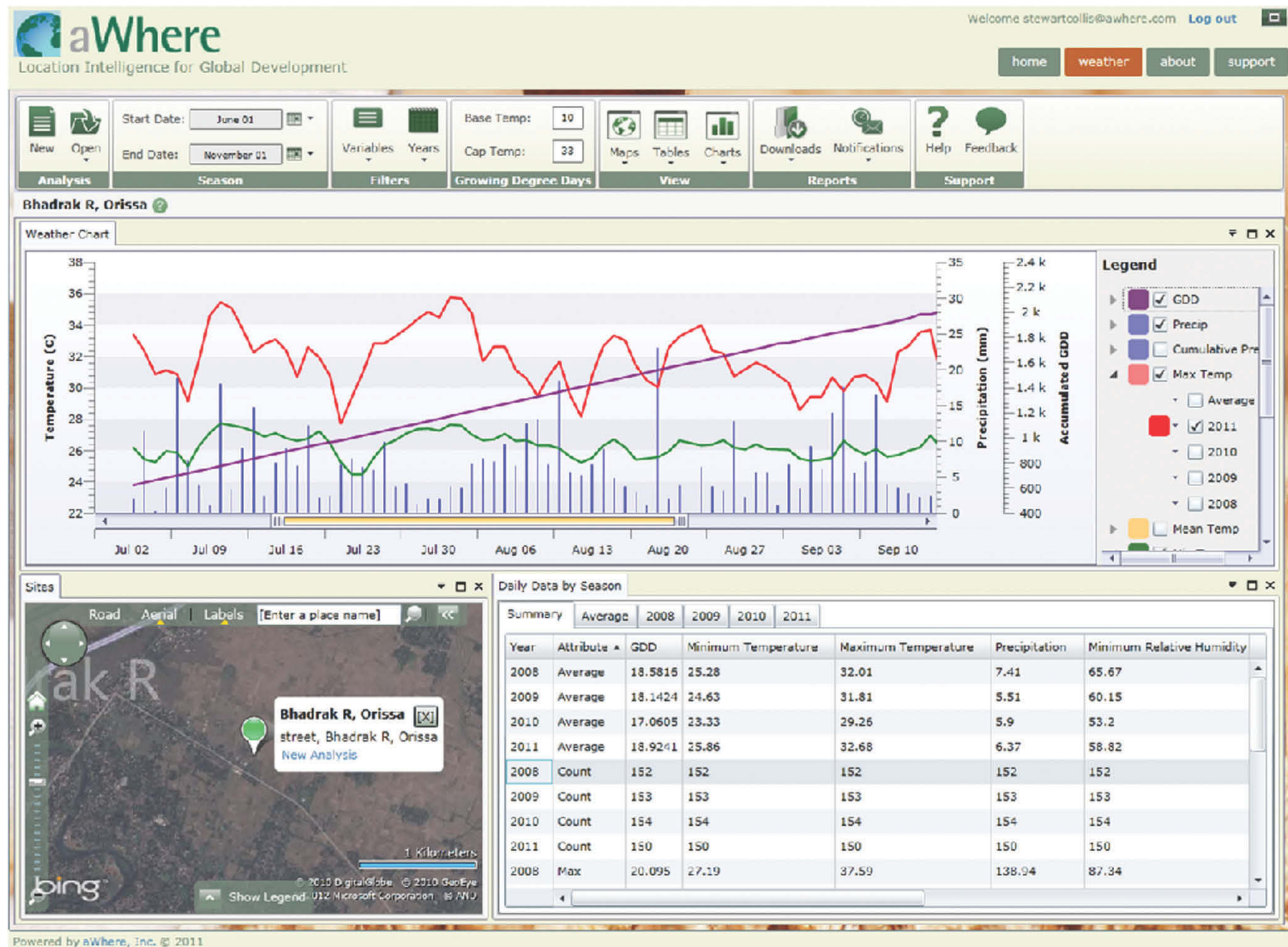 aWhere
Location Intelligence for Global Development
Welcome stewartcollis@awhere.com Log out
home weather about support
New Open
Analysis
Start Date: June 01
End Date: November 01
Season
Variables Years
Filters
Base Temp: 10
Cap Temp: 33
Growing Degree Days
Maps Tables Charts
View
Downloads Notifications
Reports
Help Feedback
Support
Bhadrak R, Orissa ?
Weather Chart
Temperature (C)
38
36
34
32
30
28
26
24
22
Jul 02 Jul 09 Jul 16 Jul 23 Jul 30 Aug 06 Aug 13 Aug 20 Aug 27 Sep 03 Sep 10
35
30
25
20
15
10
5
0
Precipitation (mm)
2.4 k
2.2 k
2 k
1.8 k
1.6 k
1.4 k
1.2 k
1 k
800
600
400
Accumulated GDD
Legend
GDD
Precip
Cumulative Pre
Max Temp
Average
2011
2010
2009
2008
Mean Temp
Sites
Road Aerial | Labels [Enter a place name] <<
ak R
Bhadrak R, Orissa [X]
street, Bhadrak R, Orissa
New Analysis
1 Kilometers
© 2010 DigitalGlobe © 2010 GeoEye
012 Microsoft Corporation © AND
bing
Show Legend
Daily Data by Season
Summary Average 2008 2009 2010 2011
Year Attribute GDD Minimum Temperature Maximum Temperature Precipitation Minimum Relative Humidity
2008 Average 18.5816 25.28 32.01 7.41 65.67
2009 Average 18.1424 24.63 31.81 5.51 60.15
2010 Average 17.0605 23.33 29.26 5.9 53.2
2011 Average 18.9241 25.86 32.68 6.37 58.82
2008 Count 152 152 152 152 152
2009 Count 153 153 153 153 153
2010 Count 154 154 154 154 154
2011 Count 150 150 150 150 150
2008 Max 20.095 27.19 37.59 138.94 87.34
Powered by aWhere, Inc. © 2011